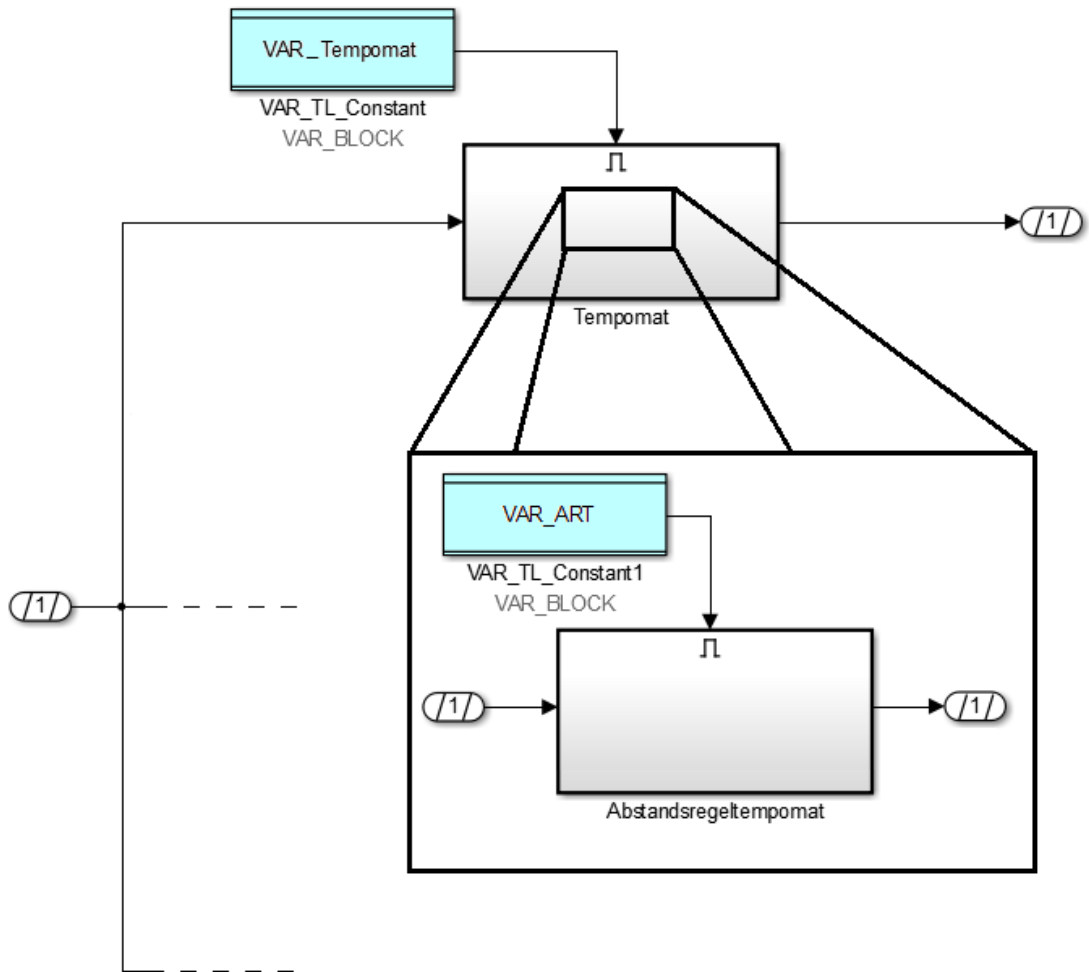 VAR_Tempomat
VAR_TL_Constant
VAR_BLOCK
/1/
Tempomat
VAR_ART
VAR_TL_Constant1
VAR_BLOCK
/1/
/1/
/1/
Abstandsregeltempomat